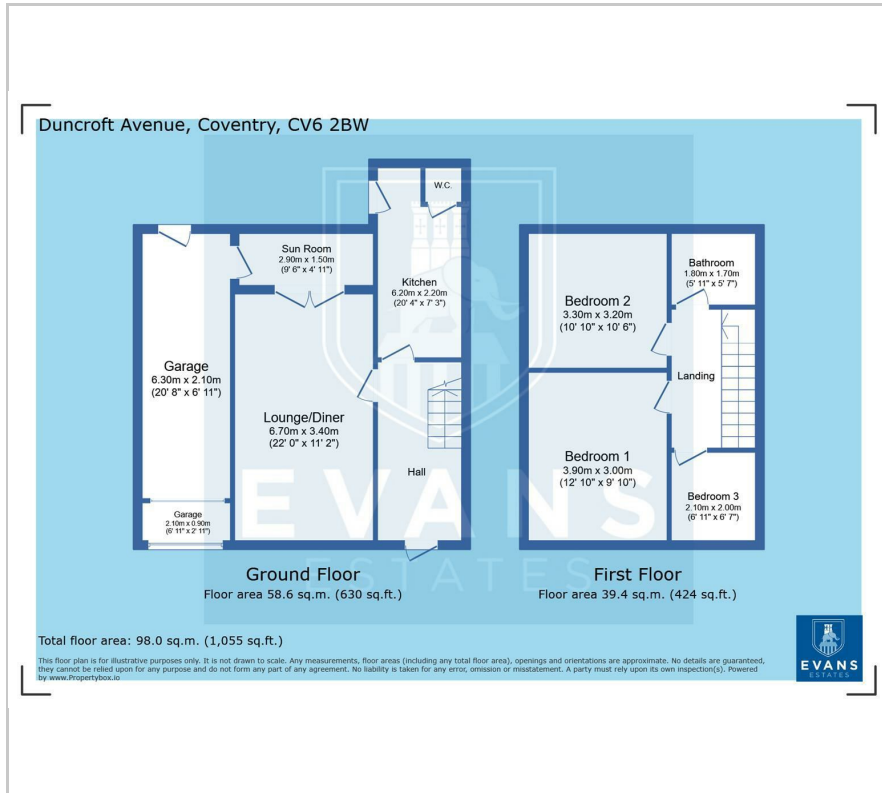 Duncroft Avenue, Coventry, CV6 2BW
W.C.
Sun Room
2.90m x 1.50m
(9' 6" x 4' 11")
Kitchen
6.20m x 2.20m
(20' 4" x 7' 3")
Garage
6.30m x 2.10m
(20' 8" x 6' 11")
Lounge/Diner
6.70m x 3.40m
(22' 0" x 11' 2")
Hall
Garage
2.10m x 0.90m
(6' 11" x 2' 11")
Bathroom
1.80m x 1.70m
(5' 11" x 5' 7")
Bedroom 2
3.30m x 3.20m
(10' 10" x 10' 6")
Landing
Bedroom 1
3.90m x 3.00m
(12' 10" x 9' 10")
Bedroom 3
2.10m x 2.00m
(6' 11" x 6' 7")
EVANS
ESTATES
Ground Floor
Floor area 58.6 sq.m. (630 sq.ft.)
First Floor
Floor area 39.4 sq.m. (424 sq.ft.)
Total floor area: 98.0 sq.m. (1,055 sq.ft.)
This floor plan is for illustrative purposes only. It is not drawn to scale. Any measurements, floor areas (including any total floor area), openings and orientations are approximate. No details are guaranteed,
they cannot be relied upon for any purpose and do not form any part of any agreement. No liability is taken for any error, omission or misstatement. A party must rely upon its own inspection(s). Powered
by www.Propertybox.io
EVANS
ESTATES